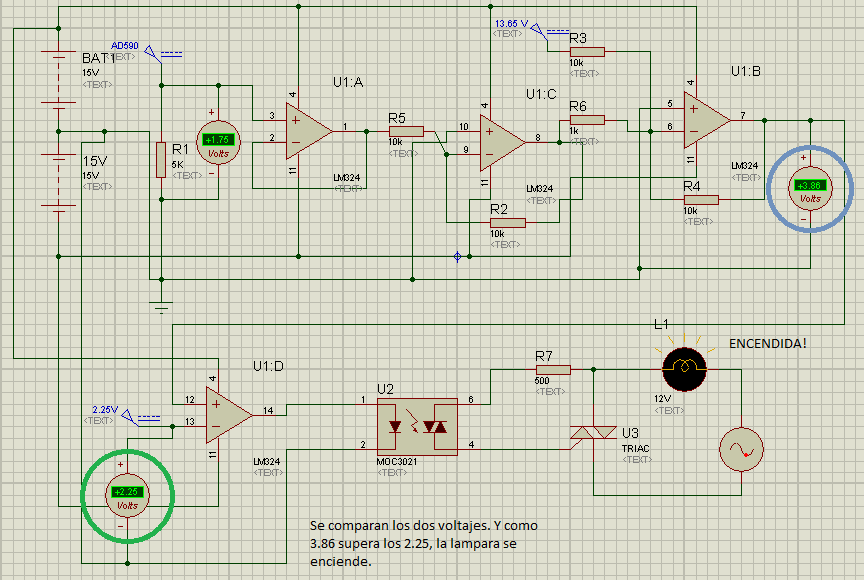 13.65 V
<TEXT>
R3
10k
<TEXT>
AD590
<TEXT>
BAT1
15V
<TEXT>
U1:A
U1:C
U1:B
4
4
4
+1.75
Volts
R1
5K
<TEXT>
3
2
1
11
LM324
<TEXT>
R5
10k
<TEXT>
10
9
8
11
LM324
<TEXT>
R6
1k
<TEXT>
5
6
7
11
LM324
<TEXT>
15V
15V
<TEXT>
R2
10k
<TEXT>
R4
10k
<TEXT>
+3.86
Volts
L1
ENCENDIDA!
12V
<TEXT>
U1:D
4
12
13
14
11
LM324
<TEXT>
2.25V
<TEXT>
U2
1
2
6
4
MOC3021
<TEXT>
R7
500
<TEXT>
U3
TRIAC
<TEXT>
+2.25
Volts
Se comparan los dos voltajes. Y como
3.86 supera los 2.25, la lampara se
enciende.